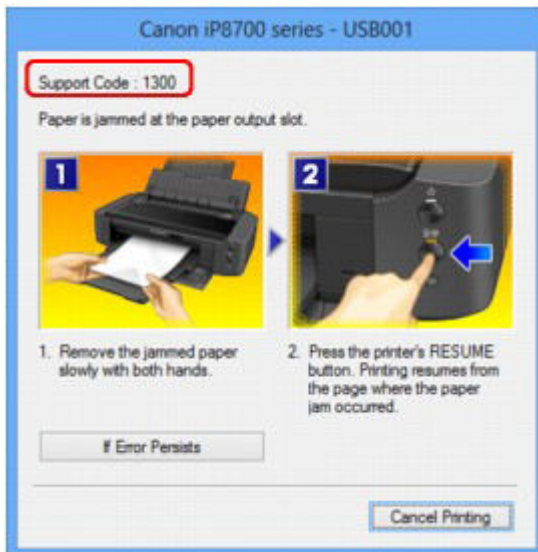 Canon iP8700 series - USB001
Support Code : 1300
Paper is jammed at the paper output slot.
1
2
1. Remove the jammed paper
slowly with both hands.
2. Press the printer's RESUME
button. Printing resumes from
the page where the paper
jam occurred.
If Error Persists
Cancel Printing